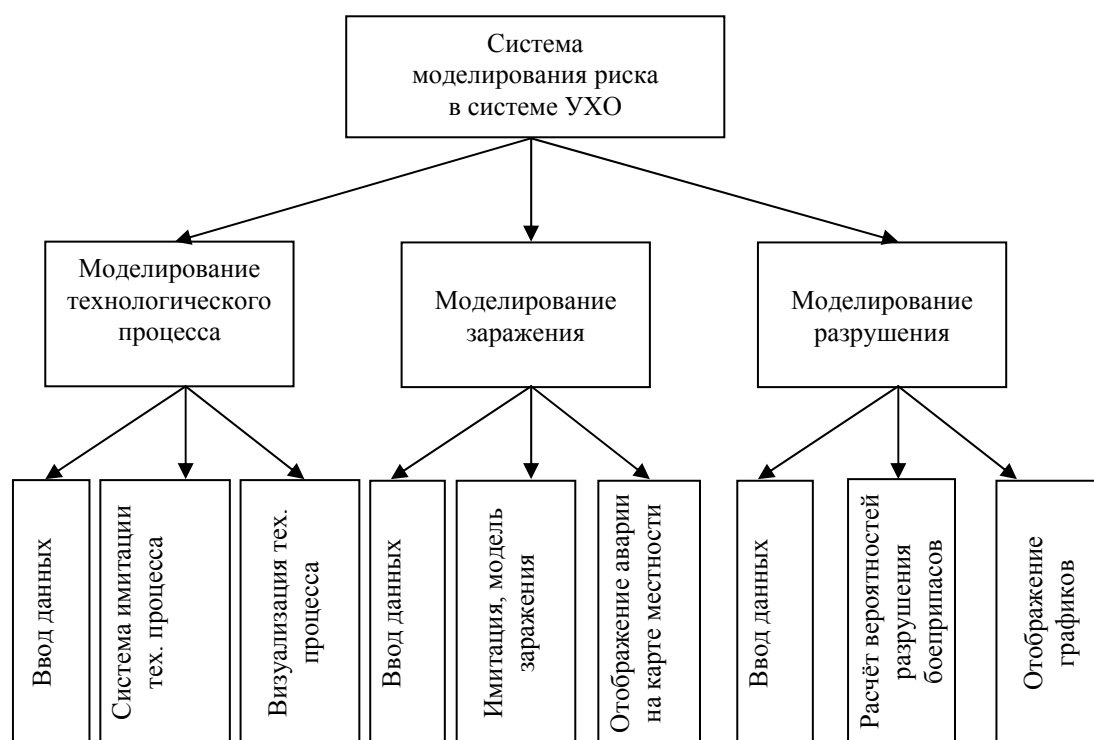 Система
моделирования риска
в системе УХО
Моделирование
технологического
процесса
Моделирование
заражения
Моделирование
разрушения
Ввод данных
Система имитации
тех. процесса
Визуализация тех.
процесса
Ввод данных
Имитация, модель
заражения
Отображение аварии
на карте местности
Ввод данных
Расчёт вероятностей
разрушения
боеприпасов
Отображение
графиков